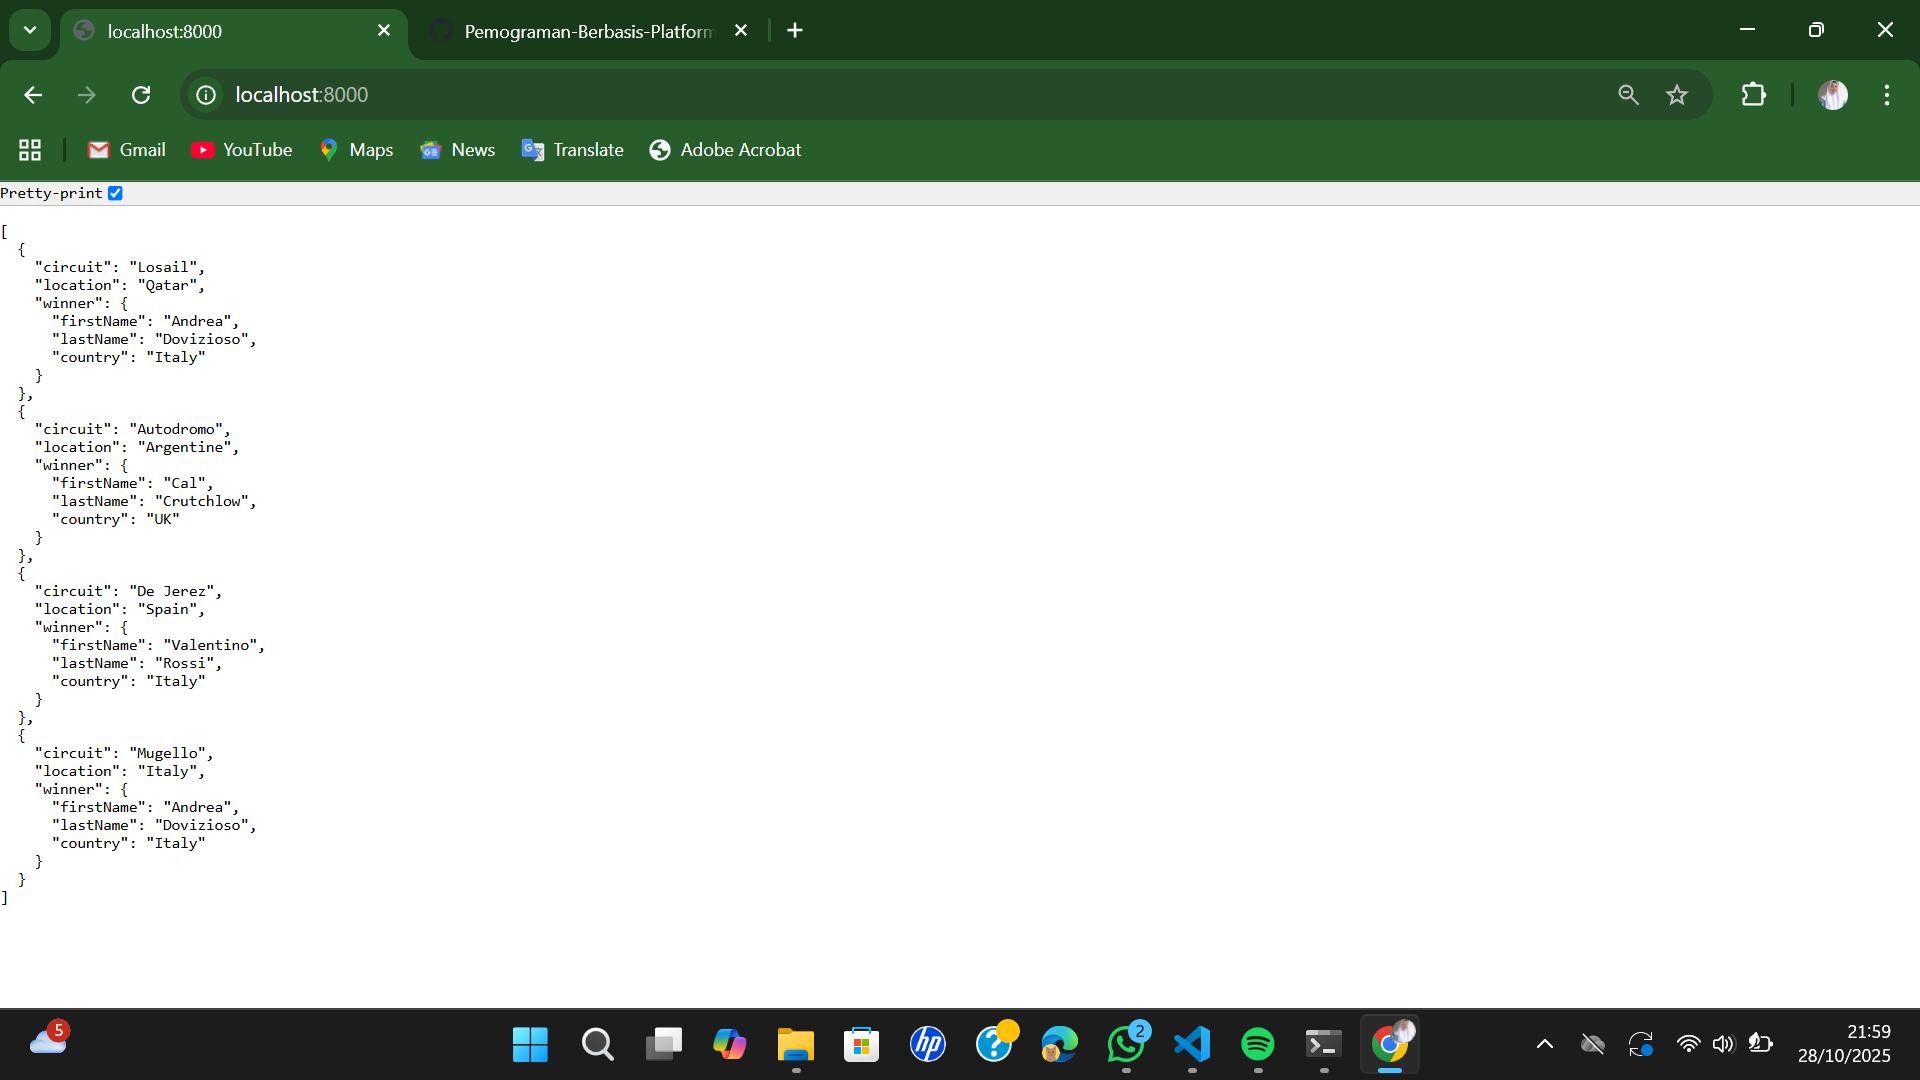 localhost:8000
Pemograman-Berbasis-Platform
localhost:8000
Gmail
YouTube
Maps
News
Translate
Adobe Acrobat
Pretty-print
[
  {
    "circuit": "Losail",
    "location": "Qatar",
    "winner": {
      "firstName": "Andrea",
      "lastName": "Dovizioso",
      "country": "Italy"
    }
  },
  {
    "circuit": "Autodromo",
    "location": "Argentine",
    "winner": {
      "firstName": "Cal",
      "lastName": "Crutchlow",
      "country": "UK"
    }
  },
  {
    "circuit": "De Jerez",
    "location": "Spain",
    "winner": {
      "firstName": "Valentino",
      "lastName": "Rossi",
      "country": "Italy"
    }
  },
  {
    "circuit": "Mugello",
    "location": "Italy",
    "winner": {
      "firstName": "Andrea",
      "lastName": "Dovizioso",
      "country": "Italy"
    }
  }
]
5
hp
2
21:59
28/10/2025